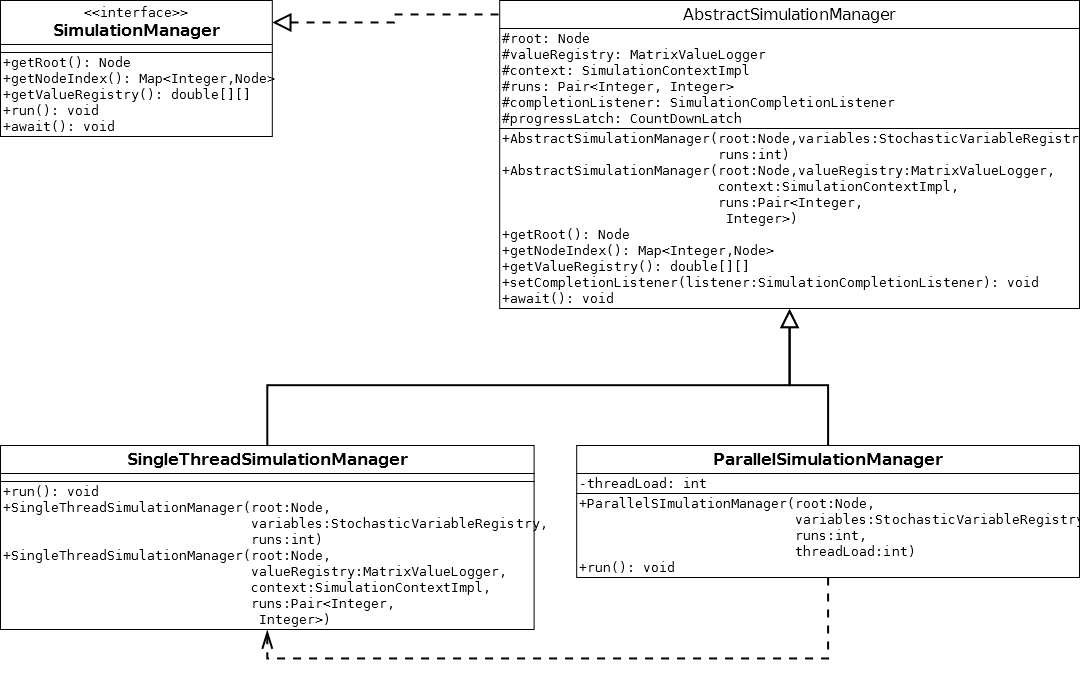 <<interface>>
SimulationManager
+getRoot(): Node
+getNodeIndex(): Map<Integer,Node>
+getValueRegistry(): double[][]
+run(): void
+await(): void
AbstractSimulationManager
#root: Node
#valueRegistry: MatrixValueLogger
#context: SimulationContextImpl
#runs: Pair<Integer, Integer>
#completionListener: SimulationCompletionListener
#progressLatch: CountDownLatch
+AbstractSimulationManager(root:Node,variables:StochasticVariableRegistr
runs:int)
+AbstractSimulationManager(root:Node,valueRegistry:MatrixValueLogger,
context:SimulationContextImpl,
runs:Pair<Integer,
Integer>)
+getRoot(): Node
+getNodeIndex(): Map<Integer,Node>
+getValueRegistry(): double[][]
+setCompletionListener(listener:SimulationCompletionListener): void
+await(): void
SingleThreadSimulationManager
+run(): void
+SingleThreadSimulationManager(root:Node,
variables:StochasticVariableRegistry,
runs:int)
+SingleThreadSimulationManager(root:Node,
valueRegistry:MatrixValueLogger,
context:SimulationContextImpl,
runs:Pair<Integer,
Integer>)
ParallelSimulationManager
-threadLoad: int
+ParallelSImulationManager(root:Node,
variables:StochasticVariableRegistry
runs:int,
threadLoad:int)
+run(): void